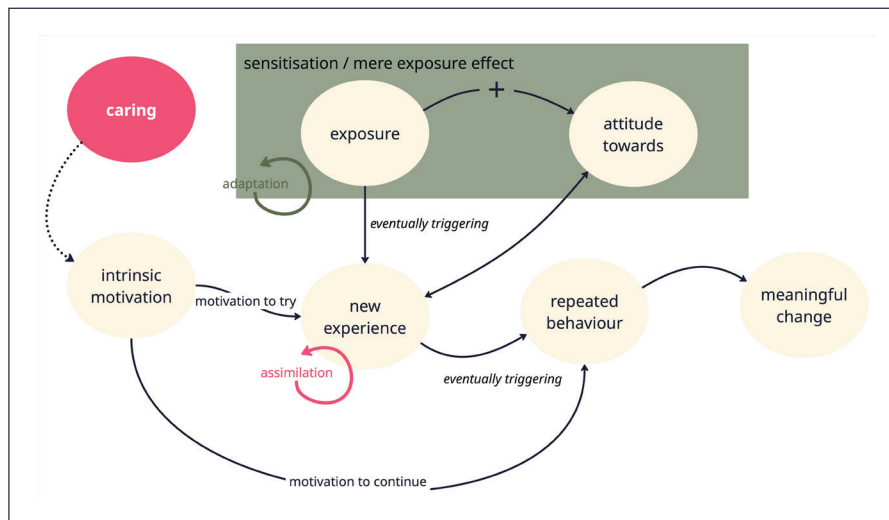 sensitisation / mere exposure effect
caring
+
exposure
attitude
towards
adaptation
eventually triggering
intrinsic
motivation
motivation to try
new
experience
repeated
behaviour
meaningful
change
assimilation
eventually triggering
motivation to continue